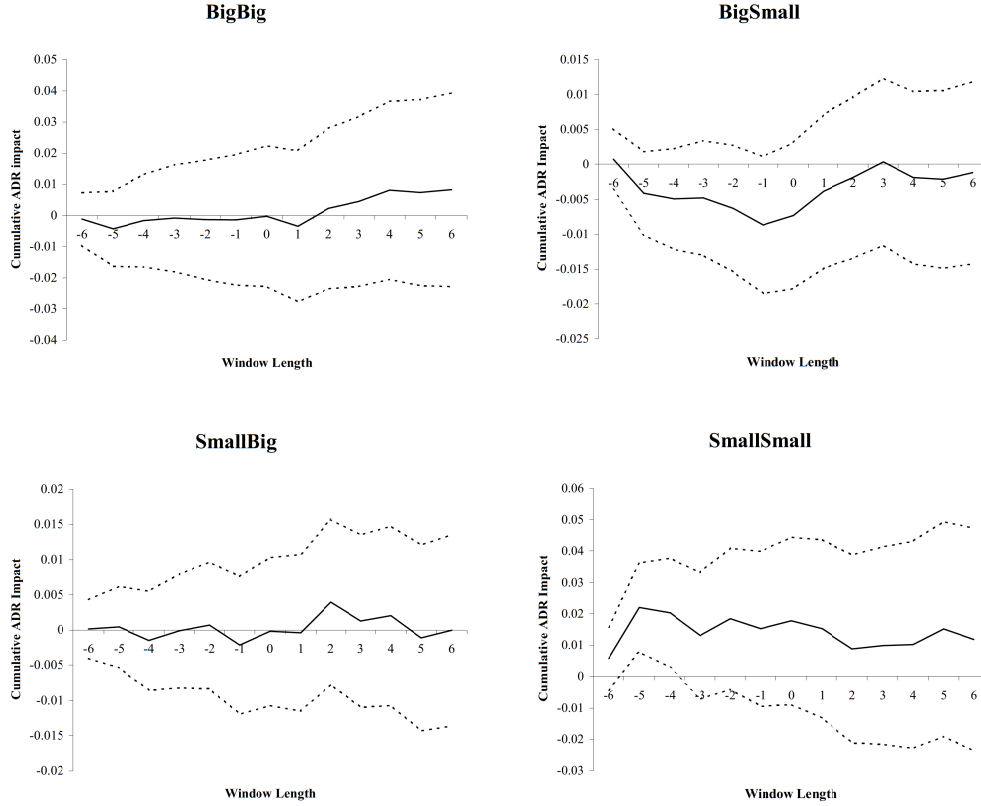 BigBig
0.05
0.04
0.03
0.02
0.01
0
-0.01
-0.02
-0.03
-0.04
Cumulative ADR impact
-6 -5 -4 -3 -2 -1 0 1 2 3 4 5 6
Window Length
BigSmall
0.015
0.01
0.005
0
-0.005
-0.01
-0.015
-0.02
-0.025
Cumulative ADR Impact
-6 -5 -4 -3 -2 -1 0 1 2 3 4 5 6
Window Length
SmallBig
0.02
0.015
0.01
0.005
0
-0.005
-0.01
-0.015
-0.02
Cumulative ADR Impact
-6 -5 -4 -3 -2 -1 0 1 2 3 4 5 6
Window Length
SmallSmall
0.06
0.05
0.04
0.03
0.02
0.01
0
-0.01
-0.02
-0.03
Cumulative ADR Impact
-6 -5 -4 -3 -2 -1 0 1 2 3 4 5 6
Window Length